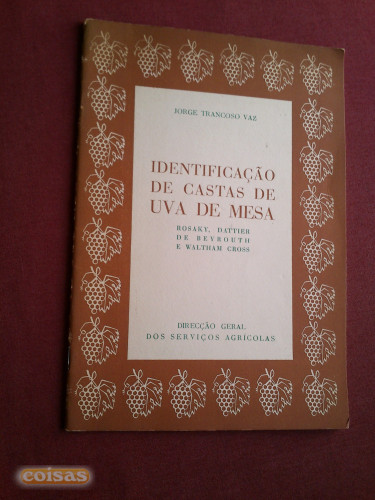 JORGE TRANCOSO VAZ
IDENTIFICAÇÃO
DE CASTAS DE
UVA DE MESA
ROSAKY, DATTIER
DE BEYROUTH
E WALTHAM CROSS
DIRECÇÃO GERAL
DOS SERVIÇOS AGRÍCOLAS
coisas